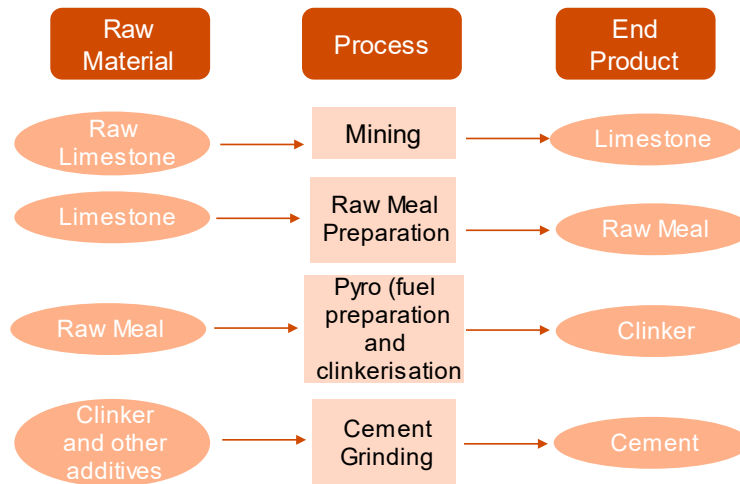 Raw
Material
Process
End
Product
Raw
Limestone
Mining
Limestone
Limestone
Raw Meal
Preparation
Raw Meal
Raw Meal
Pyro (fuel
preparation
and
clinkerisation
Clinker
Clinker
and other
additives
Cement
Grinding
Cement